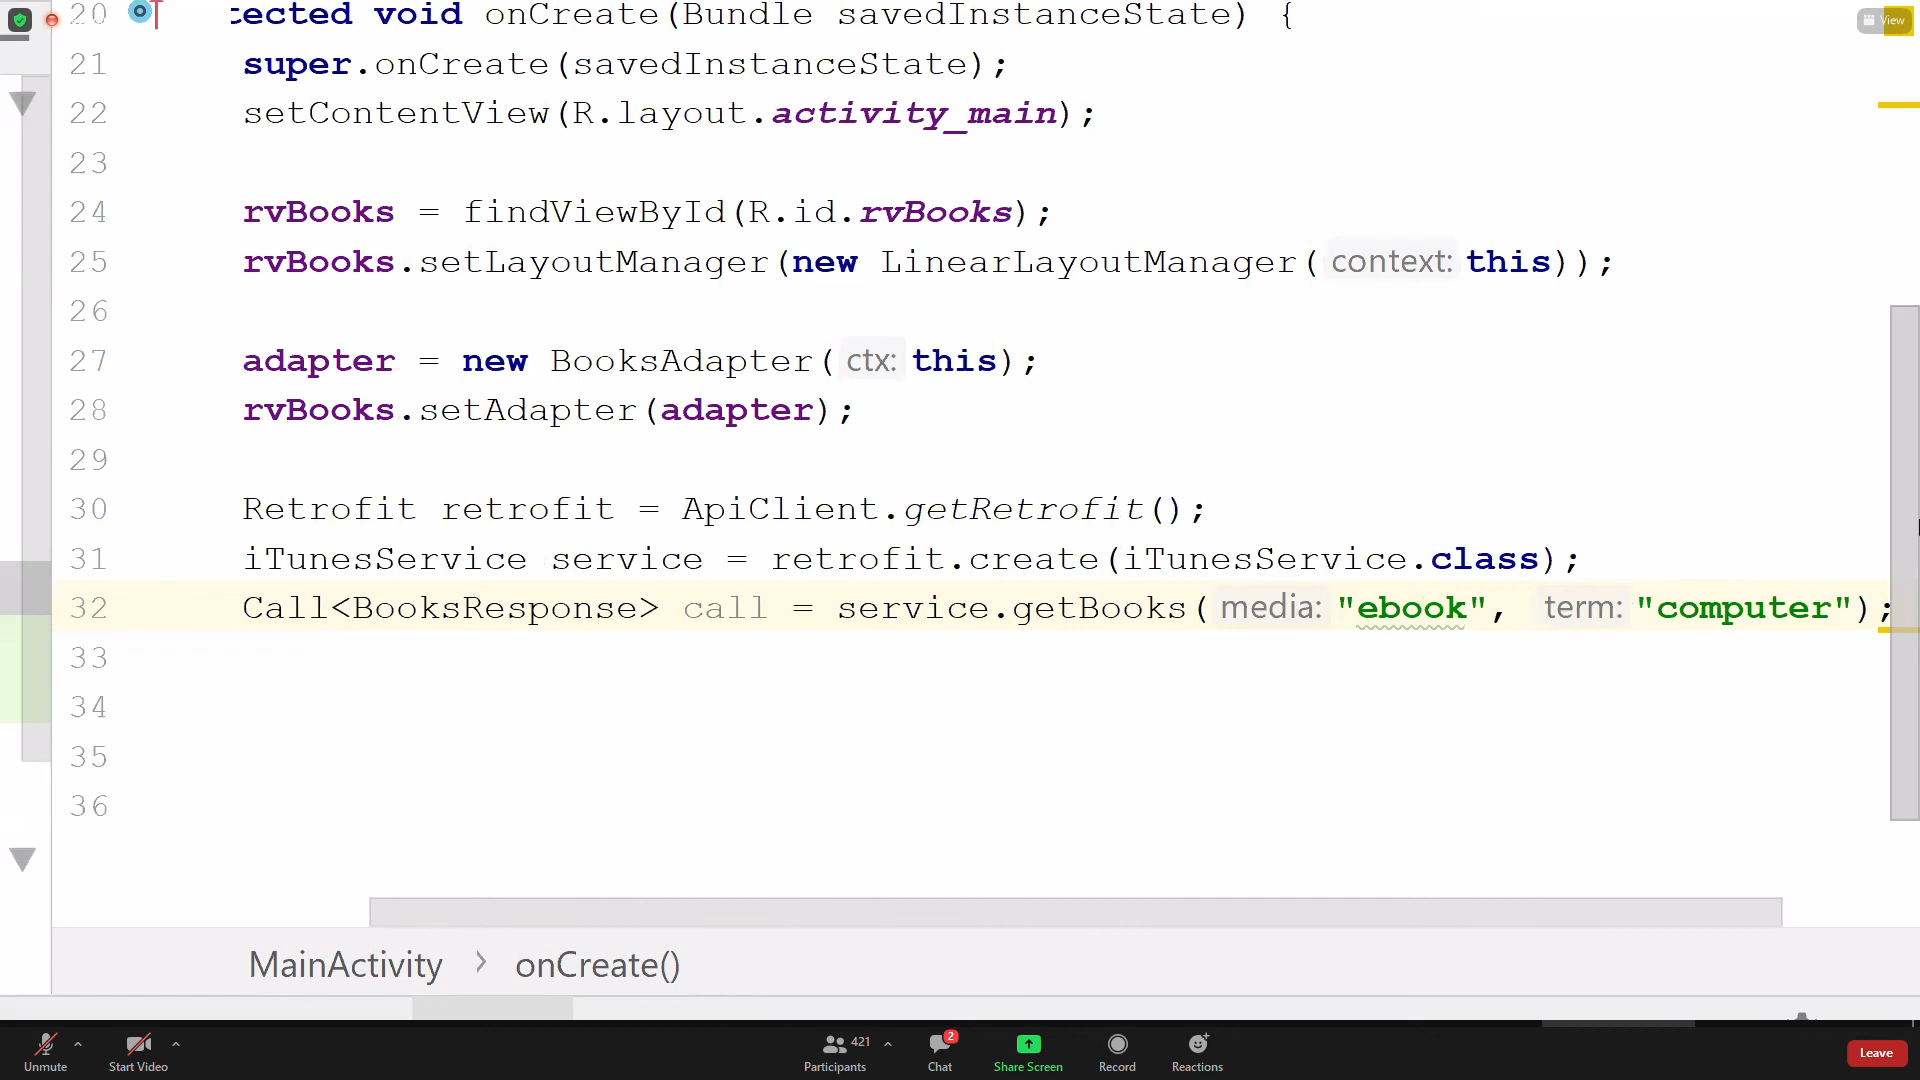 View
20 tected void onCreate(Bundle savedInstanceState) {
21 super.onCreate(savedInstanceState);
22 setContentView(R.layout.activity_main);
23
24 rvBooks = findViewById(R.id.rvBooks);
25 rvBooks.setLayoutManager(new LinearLayoutManager( context: this));
26
27 adapter = new BooksAdapter( ctx: this);
28 rvBooks.setAdapter(adapter);
29
30 Retrofit retrofit = ApiClient.getRetrofit();
31 iTunesService service = retrofit.create(iTunesService.class);
32 Call<BooksResponse> call = service.getBooks( media: "ebook", term: "computer");
33
34
35
36
MainActivity > onCreate()
421 2
Unmute Start Video Participants Chat Share Screen Record Reactions Leave